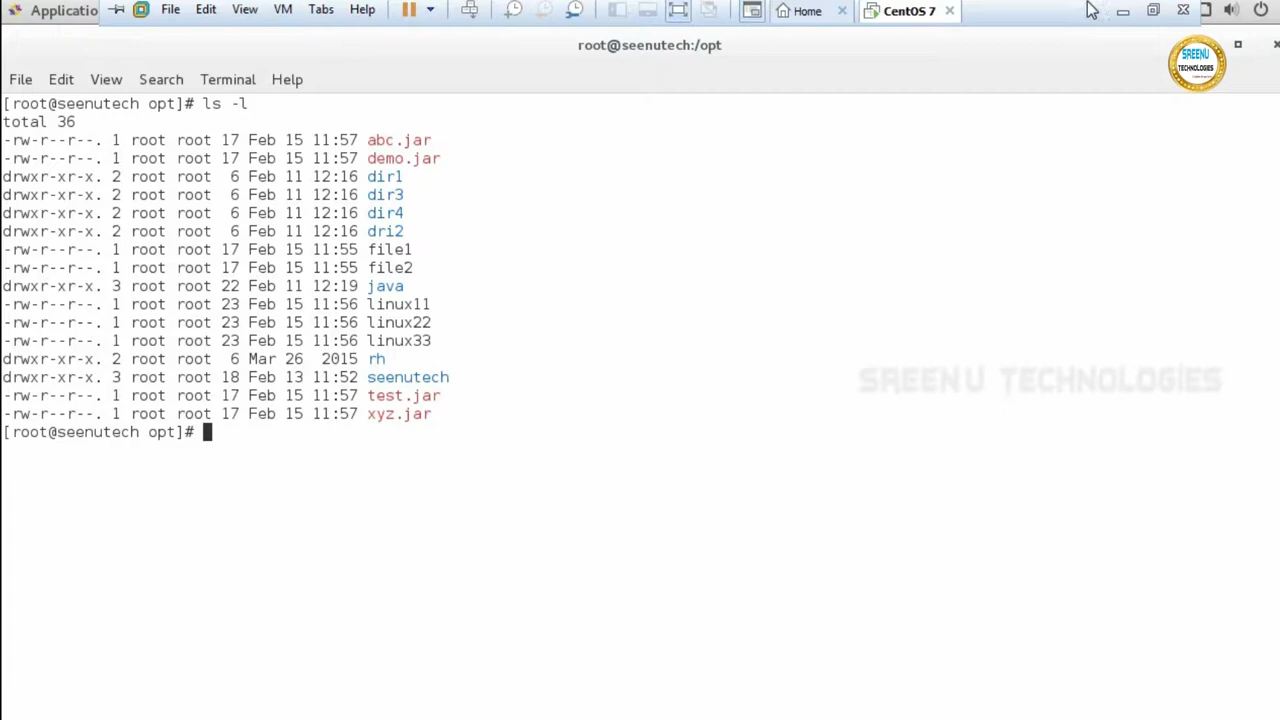 Applicatio File Edit View VM Tabs Help Home CentOS 7
root@seenutech:/opt
SREENU
TECHNOLOGIES
File Edit View Search Terminal Help
[root@seenutech opt]# ls -l
total 36
-rw-r--r--. 1 root root 17 Feb 15 11:57 abc.jar
-rw-r--r--. 1 root root 17 Feb 15 11:57 demo.jar
drwxr-xr-x. 2 root root  6 Feb 11 12:16 dir1
drwxr-xr-x. 2 root root  6 Feb 11 12:16 dir3
drwxr-xr-x. 2 root root  6 Feb 11 12:16 dir4
drwxr-xr-x. 2 root root  6 Feb 11 12:16 dri2
-rw-r--r--. 1 root root 17 Feb 15 11:55 file1
-rw-r--r--. 1 root root 17 Feb 15 11:55 file2
drwxr-xr-x. 3 root root 22 Feb 11 12:19 java
-rw-r--r--. 1 root root 23 Feb 15 11:56 linux11
-rw-r--r--. 1 root root 23 Feb 15 11:56 linux22
-rw-r--r--. 1 root root 23 Feb 15 11:56 linux33
drwxr-xr-x. 2 root root  6 Mar 26  2015 rh
drwxr-xr-x. 3 root root 18 Feb 13 11:52 seenutech
SREENU TECHNOLOGIES
-rw-r--r--. 1 root root 17 Feb 15 11:57 test.jar
-rw-r--r--. 1 root root 17 Feb 15 11:57 xyz.jar
[root@seenutech opt]#